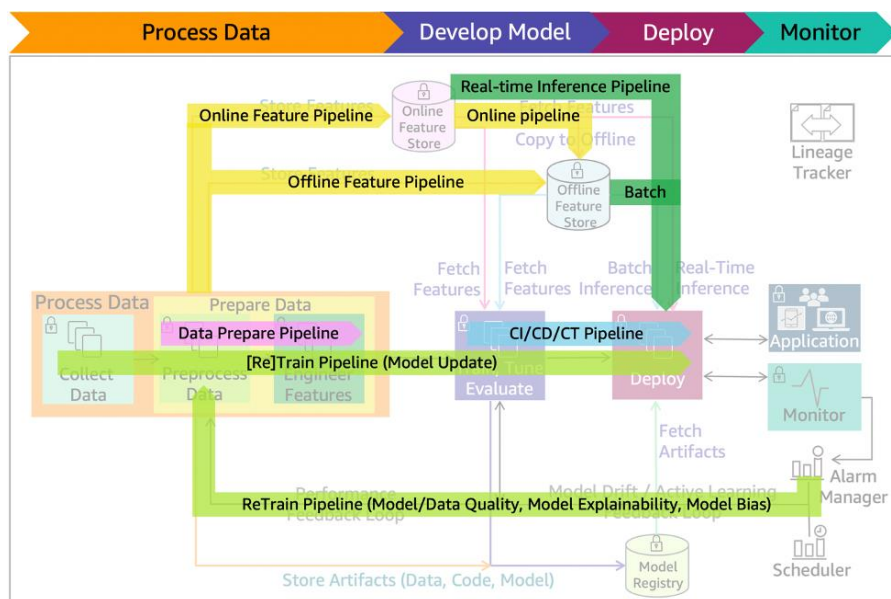 Process Data
Develop Model
Deploy
Monitor
Real-time Inference Pipeline
Store Features
Online Feature Pipeline
Online
Feature
Store
Fetch Features
Online pipeline
Copy to Offline
Lineage
Tracker
Store Features
Offline Feature Pipeline
Offline
Feature
Store
Batch
Fetch
Features
Fetch
Features
Batch
Inference
Real-Time
Inference
Process Data
Prepare Data
Data Prepare Pipeline
CI/CD/CT Pipeline
Application
[Re]Train Pipeline (Model Update)
Collect
Data
Preprocess
Data
Engineer
Features
Tune
Evaluate
Deploy
Monitor
Fetch
Artifacts
Alarm
Manager
Performance
Feedback Loop
Model Drift / Active Learning
Feedback Loop
ReTrain Pipeline (Model/Data Quality, Model Explainability, Model Bias)
Store Artifacts (Data, Code, Model)
Model
Registry
Scheduler